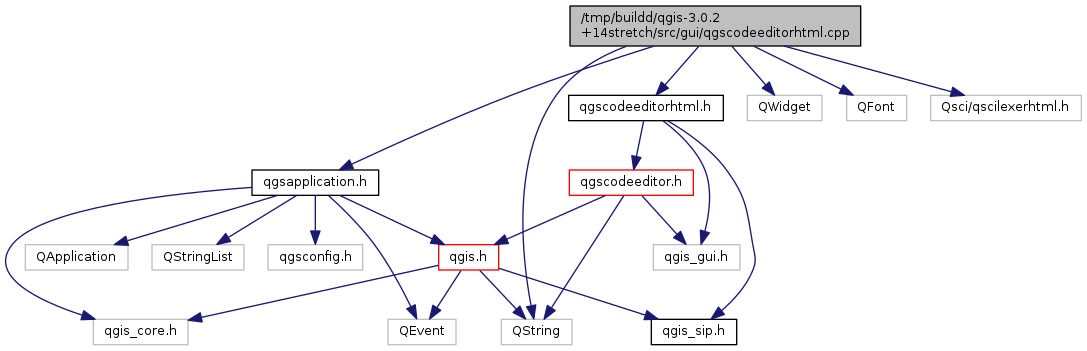 /tmp/buildd/qgis-3.0.2
+14stretch/src/gui/qgscodeeditorhtml.cpp
qgscodeeditorhtml.h
QWidget
QFont
Qsci/qscilexerhtml.h
qgsapplication.h
qgscodeeditor.h
QApplication
QStringList
qgsconfig.h
qgis.h
qgis_gui.h
qgis_core.h
QEvent
QString
qgis_sip.h